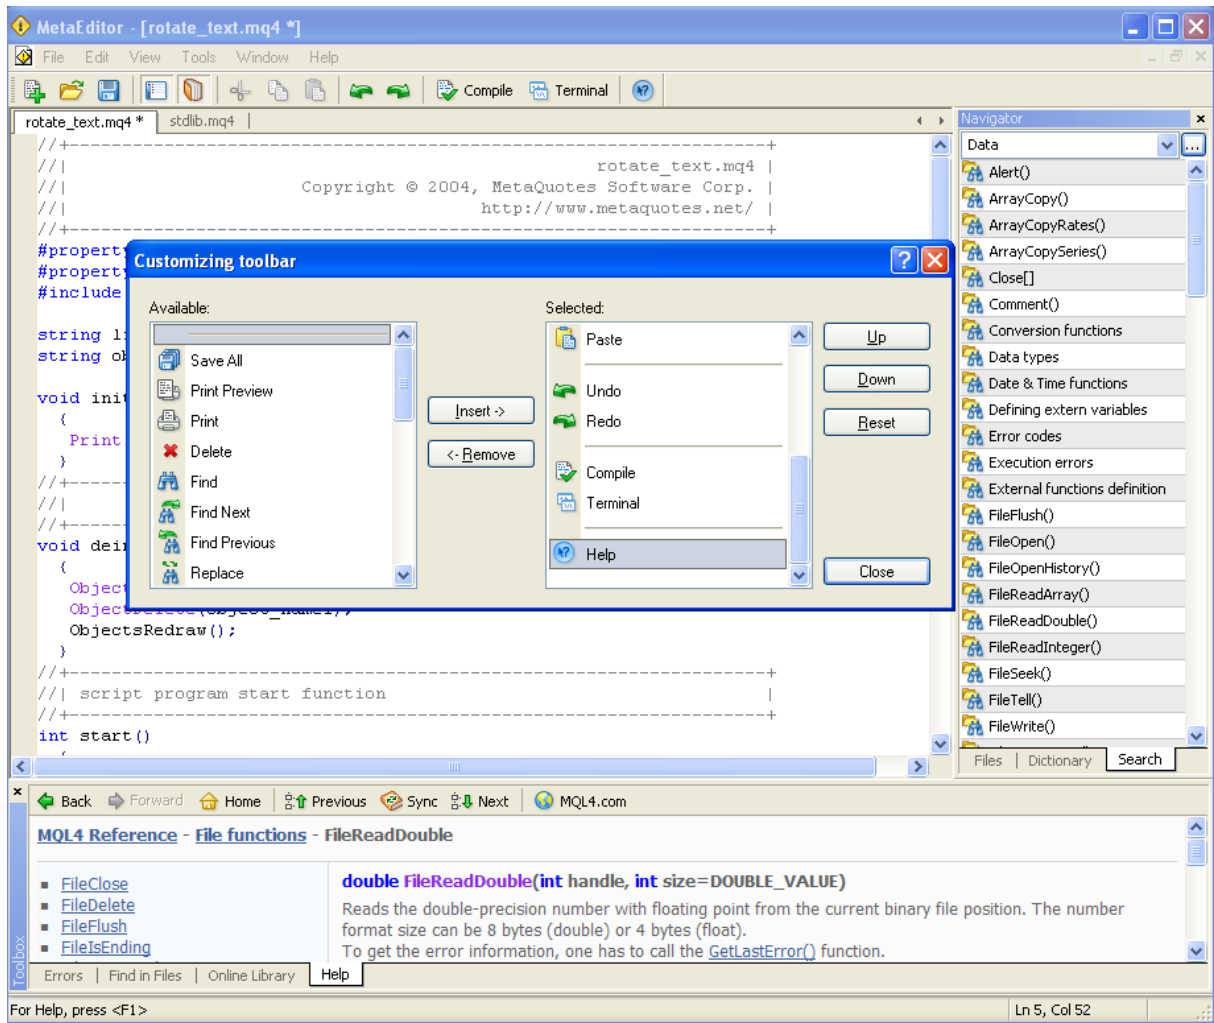 MetaEditor - [rotate_text.mq4 *]
File Edit View Tools Window Help
Compile Terminal
rotate_text.mq4 * stdlib.mq4
//+------------------------------------------------------------------+
//| rotate_text.mq4 |
//| Copyright © 2004, MetaQuotes Software Corp. |
//| http://www.metaquotes.net/ |
//+------------------------------------------------------------------+
#property
#property
#include
string
string
void
{
Print
}
//+------
//|
//+------
void
{
Object
ObjectsRedraw();
}
//+------------------------------------------------------------------+
//| script program start function |
//+------------------------------------------------------------------+
int start()
Customizing toolbar
Available:
Save All
Print Preview
Print
Delete
Find
Find Next
Find Previous
Replace
Insert ->
<- Remove
Selected:
Paste
Undo
Redo
Compile
Terminal
Help
Up
Down
Reset
Close
Navigator
Data
...
Alert()
ArrayCopy()
ArrayCopyRates()
ArrayCopySeries()
Close[]
Comment()
Conversion functions
Data types
Date & Time functions
Defining extern variables
Error codes
Execution errors
External functions definition
FileFlush()
FileOpen()
FileOpenHistory()
FileReadArray()
FileReadDouble()
FileReadInteger()
FileSeek()
FileTell()
FileWrite()
Files | Dictionary Search
Back Forward Home Previous Sync Next MQL4.com
MQL4 Reference - File functions - FileReadDouble
FileClose
FileDelete
FileFlush
FileIsEnding
double FileReadDouble(int handle, int size=DOUBLE_VALUE)
Reads the double-precision number with floating point from the current binary file position. The number
format size can be 8 bytes (double) or 4 bytes (float).
To get the error information, one has to call the GetLastError() function.
Toolbox
Errors | Find in Files | Online Library Help
For Help, press <F1>
Ln 5, Col 52